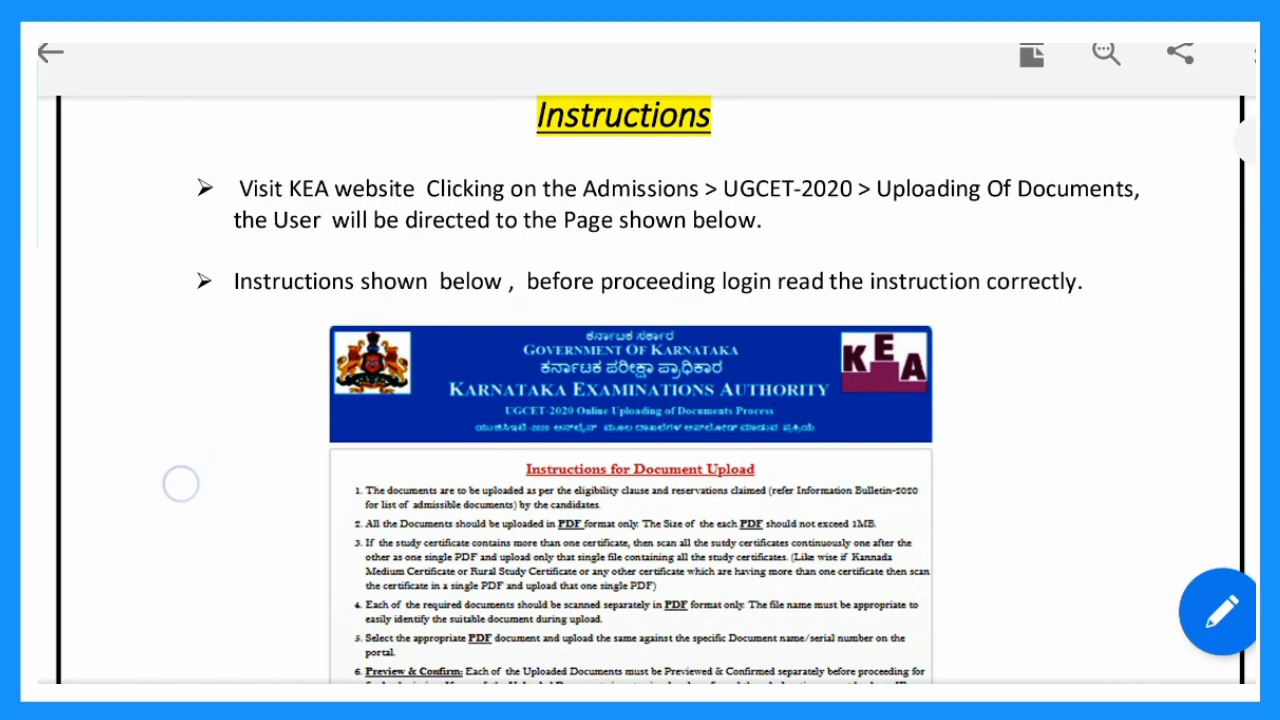 Instructions
➢ Visit KEA website Clicking on the Admissions > UGCET-2020 > Uploading Of Documents,
the User will be directed to the Page shown below.
➢ Instructions shown below , before proceeding login read the instruction correctly.
ಕರ್ನಾಟಕ ಸರ್ಕಾರ
GOVERNMENT OF KARNATAKA
ಕರ್ನಾಟಕ ಪರೀಕ್ಷಾ ಪ್ರಾಧಿಕಾರ
KARNATAKA EXAMINATIONS AUTHORITY
UGCET-2020 Online Uploading of Documents Process
ಯುಜಿಸಿಇಟಿ -2020 ಆನ್‌ಲೈನ್ ಮೂಲ ದಾಖಲೆಗಳ ಅಪ್‌ಲೋಡ್ ಮಾಡುವ ಪ್ರಕ್ರಿಯೆ
KEA
Instructions for Document Upload
1. The documents are to be uploaded as per the eligibility clause and reservations claimed (refer Information Bulletin-2020
for list of admissible documents) by the candidates.
2. All the Documents should be uploaded in PDF format only. The Size of the each PDF should not exceed 1MB.
3. If the study certificate contains more than one certificate, then scan all the sutdy certificates continuously one after the
other as one single PDF and upload only that single file containing all the study certificates. (Like wise if Kannada
Medium Certificate or Rural Study Certificate or any other certificate which are having more than one certificate then scan
the certificate in a single PDF and upload that one single PDF)
4. Each of the required documents should be scanned separately in PDF format only. The file name must be appropriate to
easily identify the suitable document during upload.
5. Select the appropriate PDF document and upload the same against the specific Document name/serial number on the
portal.
6. Preview & Confirm: Each of the Uploaded Documents must be Previewed & Confirmed separately before proceeding for